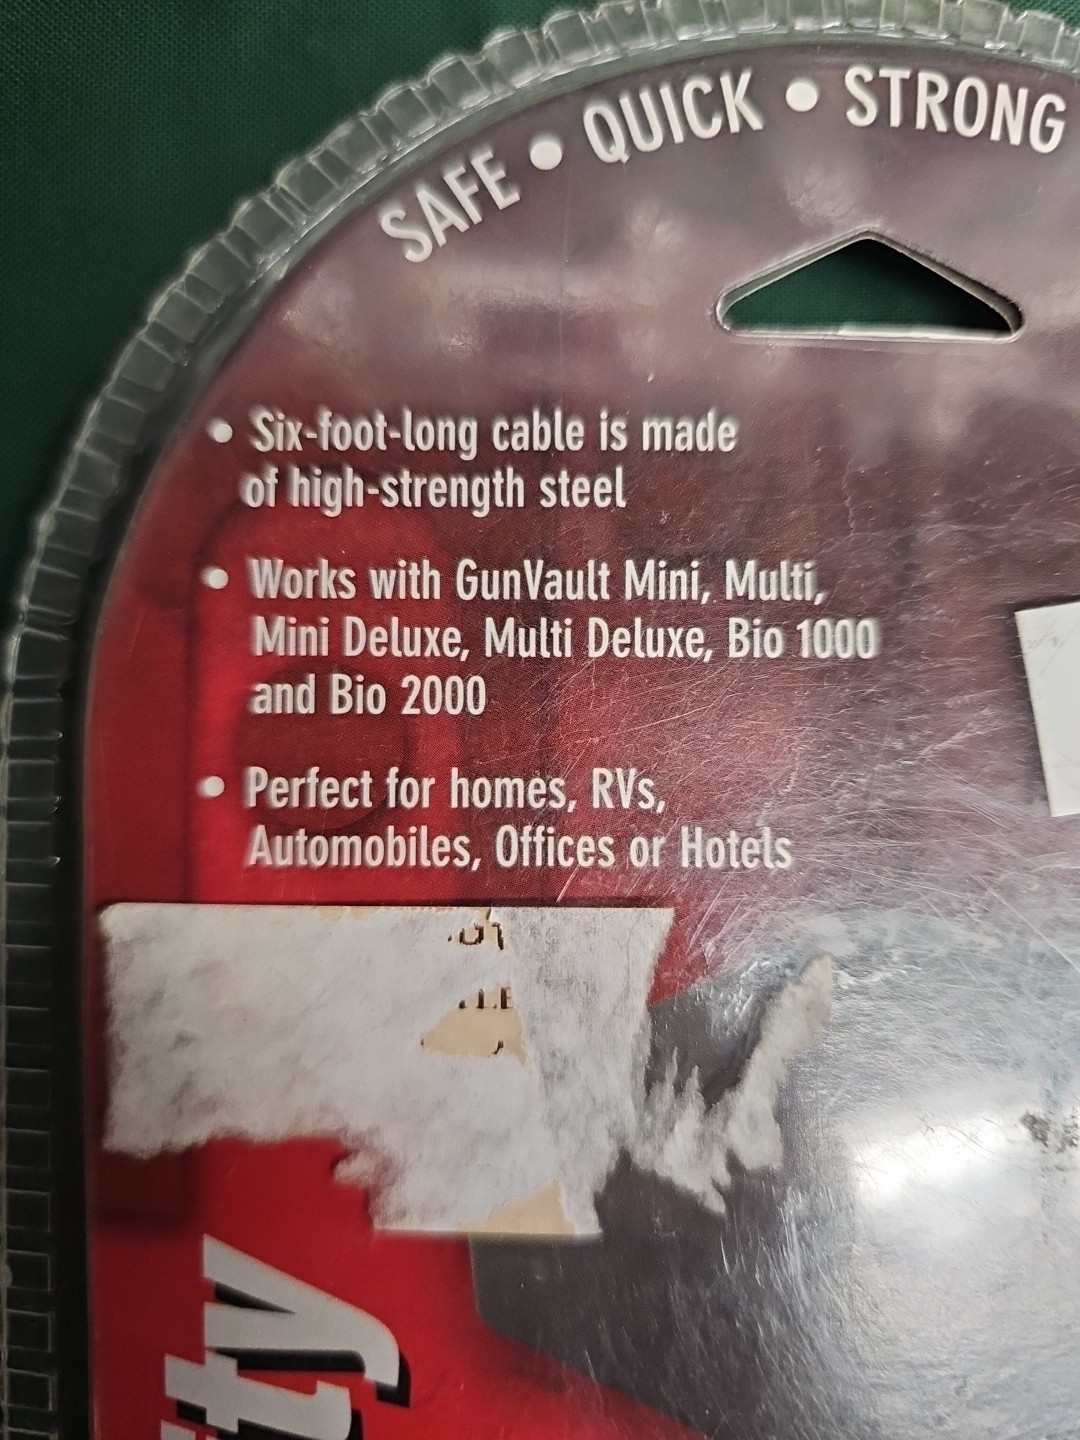 SAFE • QUICK • STRONG
• Six-foot-long cable is made
of high-strength steel
• Works with GunVault Mini, Multi,
Mini Deluxe, Multi Deluxe, Bio 1000
and Bio 2000
• Perfect for homes, RVs,
Automobiles, Offices or Hotels
ity